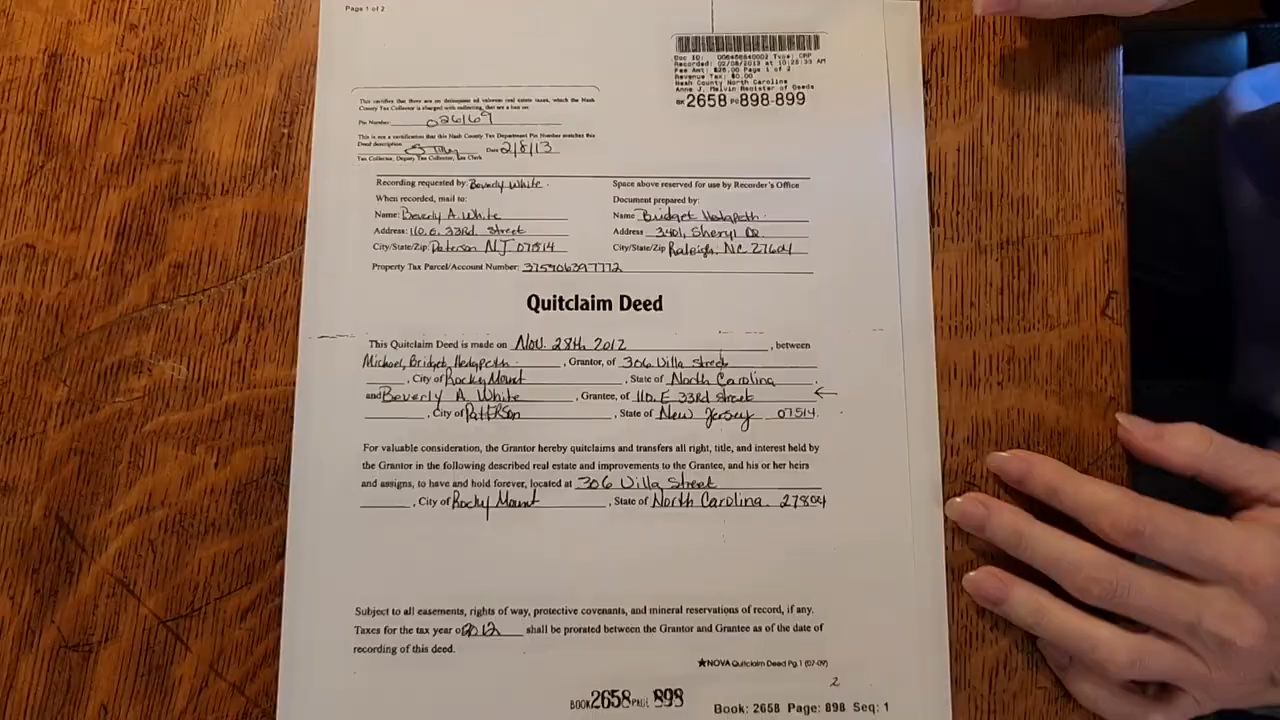 Page 1 of 2
Doc ID: 006466840002 Type: CRP
Recorded: 02/08/2013 at 10:28:33 AM
Fee Amt: $26.00 Page 1 of 2
Revenue Tax: $0.00
Nash County North Carolina
Anne J. Melvin Register of Deeds
BK 2658 PG 898-899
This certifies that there are no delinquent ad valorem real estate taxes, which the Nash
County Tax Collector is charged with collecting, that are a lien on:
Pin Number 026169
This is a certification that this Nash County Tax Department Pin Number matches this
Deed description Date 2/8/13
Tax Collector, Deputy Tax Collector, Tax Clerk
Recording requested by: Beverly White.
When recorded, mail to:
Name: Beverly A. White
Address: 110. E. 33Rd. Street
City/State/Zip: Paterson NJ 07514
Space above reserved for use by Recorder's Office
Document prepared by:
Name Bridget Hedgpeth
Address 3401, Sheryl DR.
City/State/Zip Raleigh, NC 27604
Property Tax Parcel/Account Number: 375906397772
Quitclaim Deed
This Quitclaim Deed is made on Nov. 28th 2012, between
Michael, Bridget, Hedgpeth, Grantor, of 306 Villa Street
, City of Rocky Mount, State of North Carolina,
and Beverly A. White, Grantee, of 110. E 33Rd Street
, City of Patterson, State of New Jersey 07514.
For valuable consideration, the Grantor hereby quitclaims and transfers all right, title, and interest held by
the Grantor in the following described real estate and improvements to the Grantee, and his or her heirs
and assigns, to have and hold forever, located at 306 Villa Street
, City of Rocky Mount, State of North Carolina. 27804
Subject to all easements, rights of way, protective covenants, and mineral reservations of record, if any.
Taxes for the tax year of 2012 shall be prorated between the Grantor and Grantee as of the date of
recording of this deed.
★NOVA Quitclaim Deed Pg.1 (07-09)
2
BOOK 2658 PAGE 898
Book: 2658 Page: 898 Seq: 1